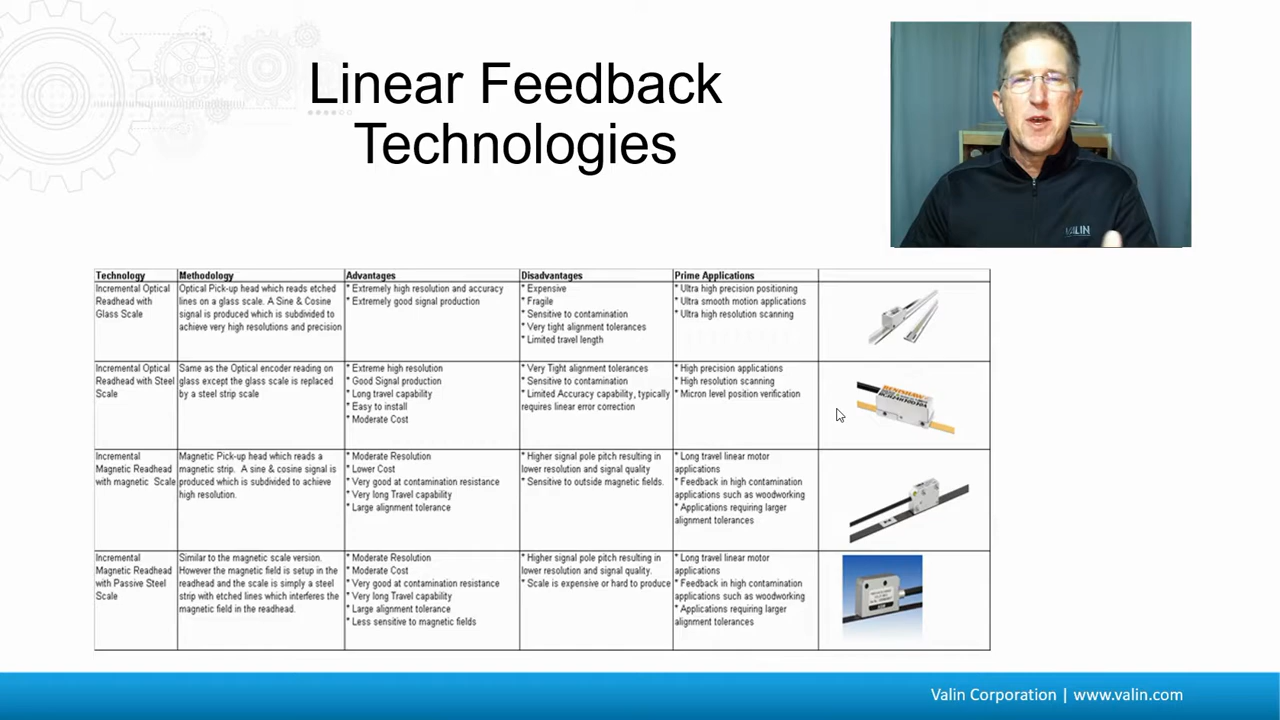 Linear Feedback
Technologies
VALIN
Technology
Methodology
Advantages
Disadvantages
Prime Applications
Incremental Optical
Readhead with
Glass Scale
Optical Pick-up head which reads etched
lines on a glass scale. A Sine & Cosine
signal is produced which is subdivided to
achieve very high resolutions and precision
* Extremely high resolution and accuracy
* Extremely good signal production
* Expensive
* Fragile
* Sensitive to contamination
* Very tight alignment tolerances
* Limited travel length
* Ultra high precision positioning
* Ultra smooth motion applications
* Ultra high resolution scanning
Incremental Optical
Readhead with Steel
Scale
Same as the Optical encoder reading on
glass except the glass scale is replaced
by a steel strip scale
* Extreme high resolution
* Good Signal production
* Long travel capability
* Easy to install
* Moderate Cost
* Very Tight alignment tolerances
* Sensitive to contamination
* Limited Accuracy capability, typically
requires linear error correction
* High precision applications
* High resolution scanning
* Micron level position verification
RENISHAW
Incremental
Magnetic Readhead
with magnetic Scale
Magnetic Pick-up head which reads a
magnetic strip. A sine & cosine signal is
produced which is subdivided to achieve
high resolution.
* Moderate Resolution
* Lower Cost
* Very good at contamination resistance
* Very long Travel capability
* Large alignment tolerance
* Higher signal pole pitch resulting in
lower resolution and signal quality
* Sensitive to outside magnetic fields.
* Long travel linear motor
applications
* Feedback in high contamination
applications such as woodworking
* Applications requiring larger
alignment tolerances
Incremental
Magnetic Readhead
with Passive Steel
Scale
Similar to the magnetic scale version.
However the magnetic field is setup in the
readhead and the scale is simply a steel
strip with etched lines which interferes the
magnetic field in the readhead.
* Moderate Resolution
* Moderate Cost
* Very good at contamination resistance
* Very long Travel capability
* Large alignment tolerance
* Less sensitive to magnetic fields
* Higher signal pole pitch resulting in
lower resolution and signal quality.
* Scale is expensive or hard to produce
* Long travel linear motor
applications
* Feedback in high contamination
applications such as woodworking
* Applications requiring larger
alignment tolerances
Valin Corporation | www.valin.com